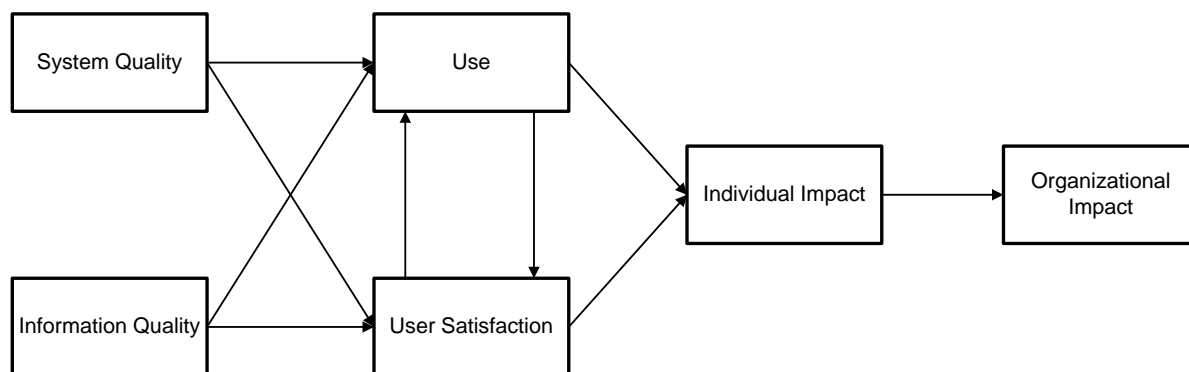 System Quality
Use
Individual Impact
Organizational
Impact
Information Quality
User Satisfaction